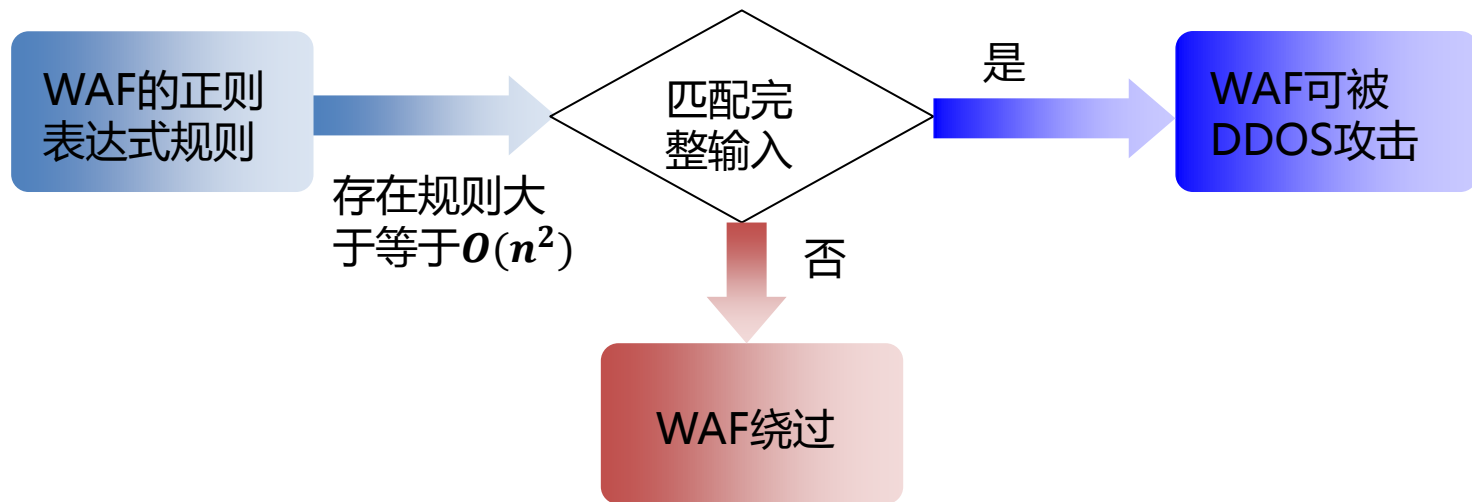 WAF的正则
表达式规则
存在规则大
于等于O(n²)
匹配完
整输入
是
WAF可被
DDOS攻击
否
WAF绕过